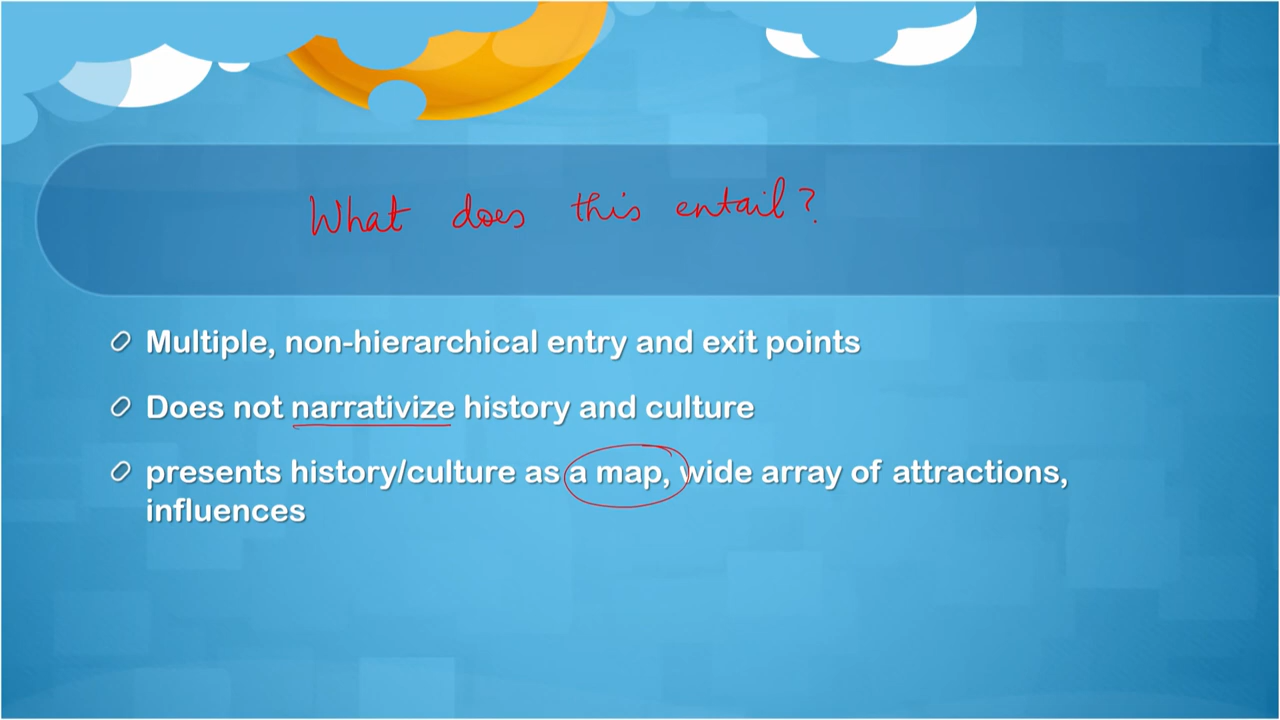 What does this entail?
Multiple, non-hierarchical entry and exit points
Does not narrativize history and culture
presents history/culture as a map, wide array of attractions,
influences